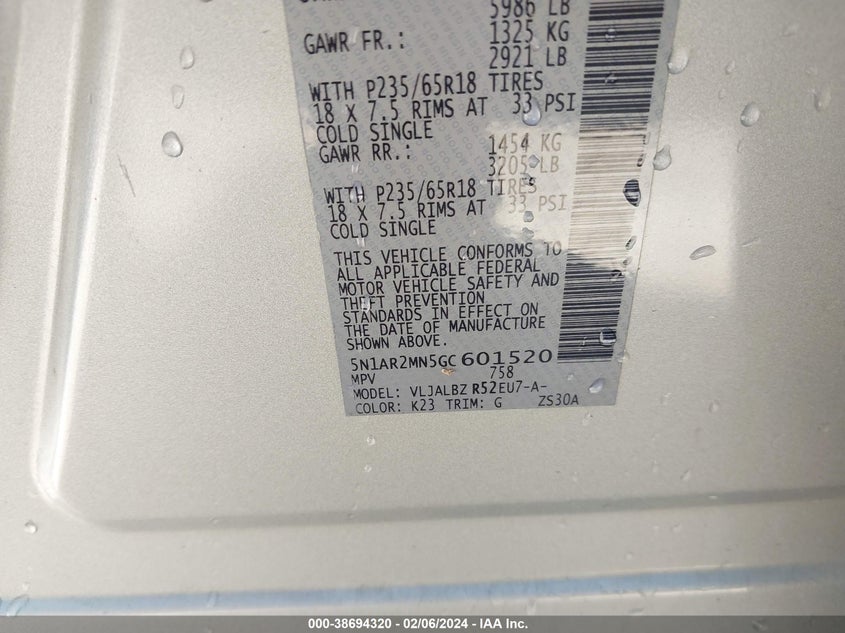 5986 LB
GAWR FR.: 1325 KG
2921 LB
WITH P235/65R18 TIRES
18 X 7.5 RIMS AT 33 PSI
COLD SINGLE
GAWR RR.: 1454 KG
3205 LB
WITH P235/65R18 TIRES
18 X 7.5 RIMS AT 33 PSI
COLD SINGLE
THIS VEHICLE CONFORMS TO
ALL APPLICABLE FEDERAL
MOTOR VEHICLE SAFETY AND
THEFT PREVENTION
STANDARDS IN EFFECT ON
THE DATE OF MANUFACTURE
SHOWN ABOVE.
5N1AR2MN5GC601520
MPV 758
MODEL: VLJALBZ R52EU7-A-
COLOR: K23 TRIM: G ZS30A
000-38694320 - 02/06/2024 - IAA Inc.